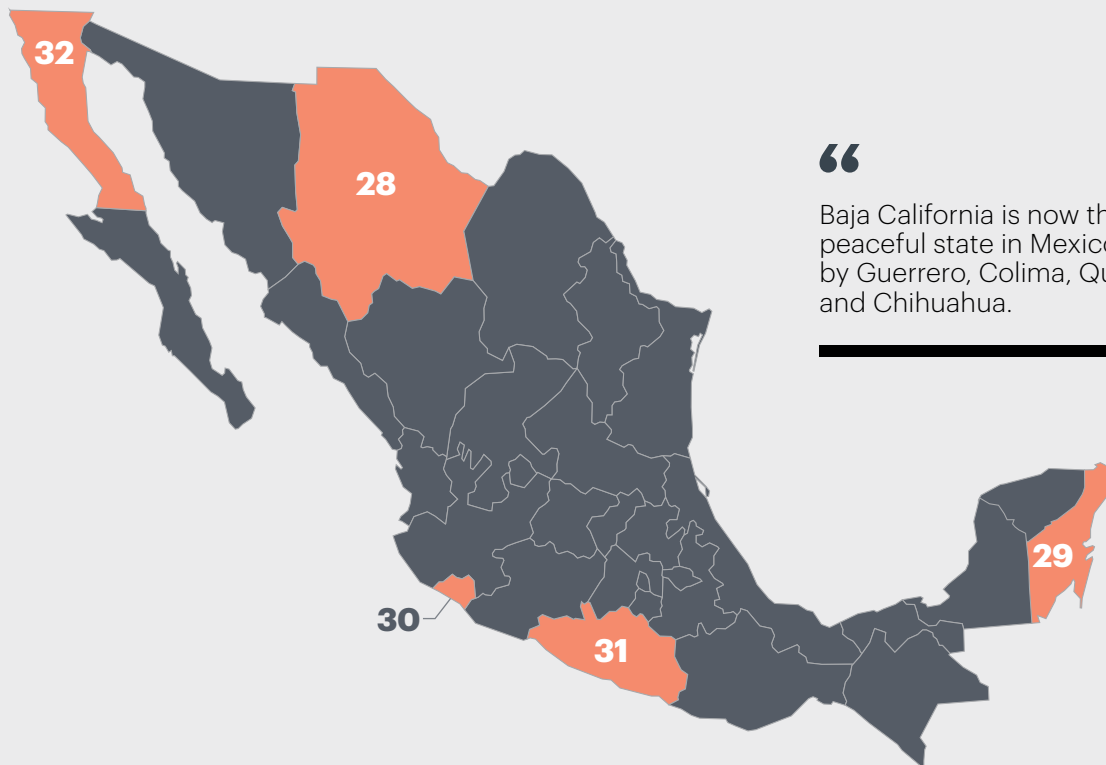 32
28
“
Baja California is now th
peaceful state in Mexico
by Guerrero, Colima, Qu
and Chihuahua.
29
30
31